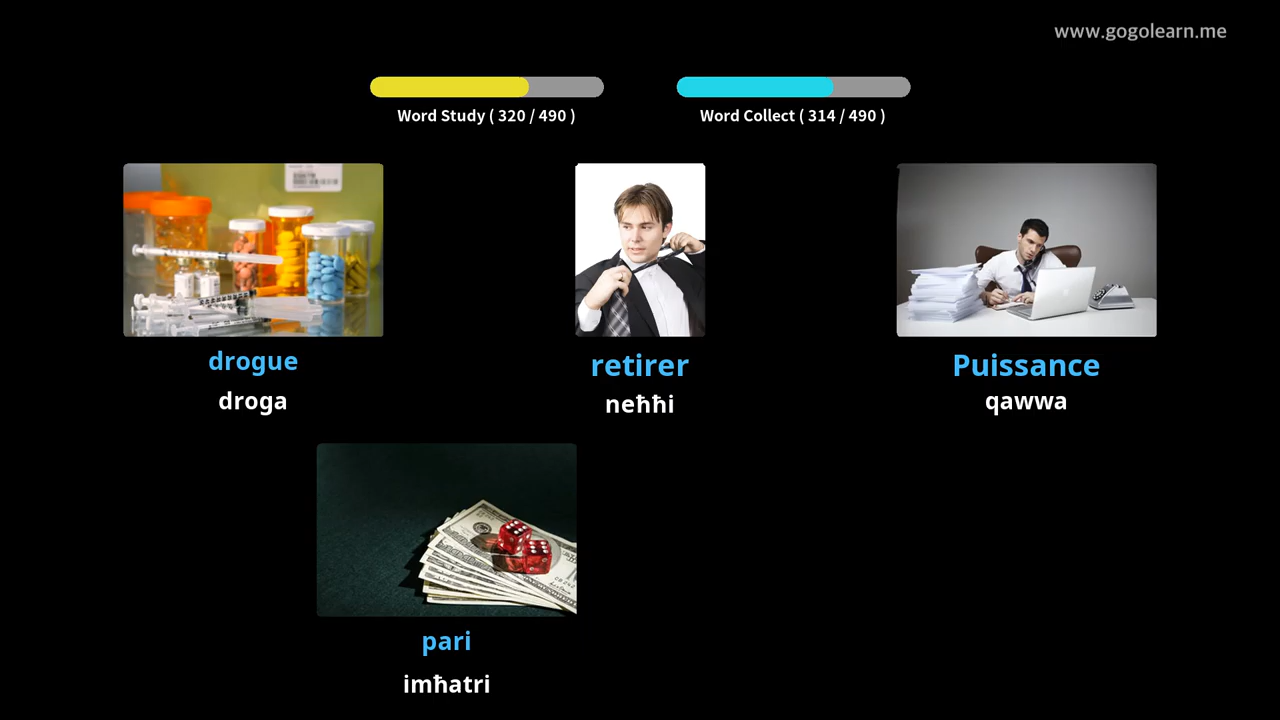 www.gogolearn.me
Word Study ( 320 / 490 )
Word Collect ( 314 / 490 )
drogue
droga
retirer
neħħi
Puissance
qawwa
pari
imħatri